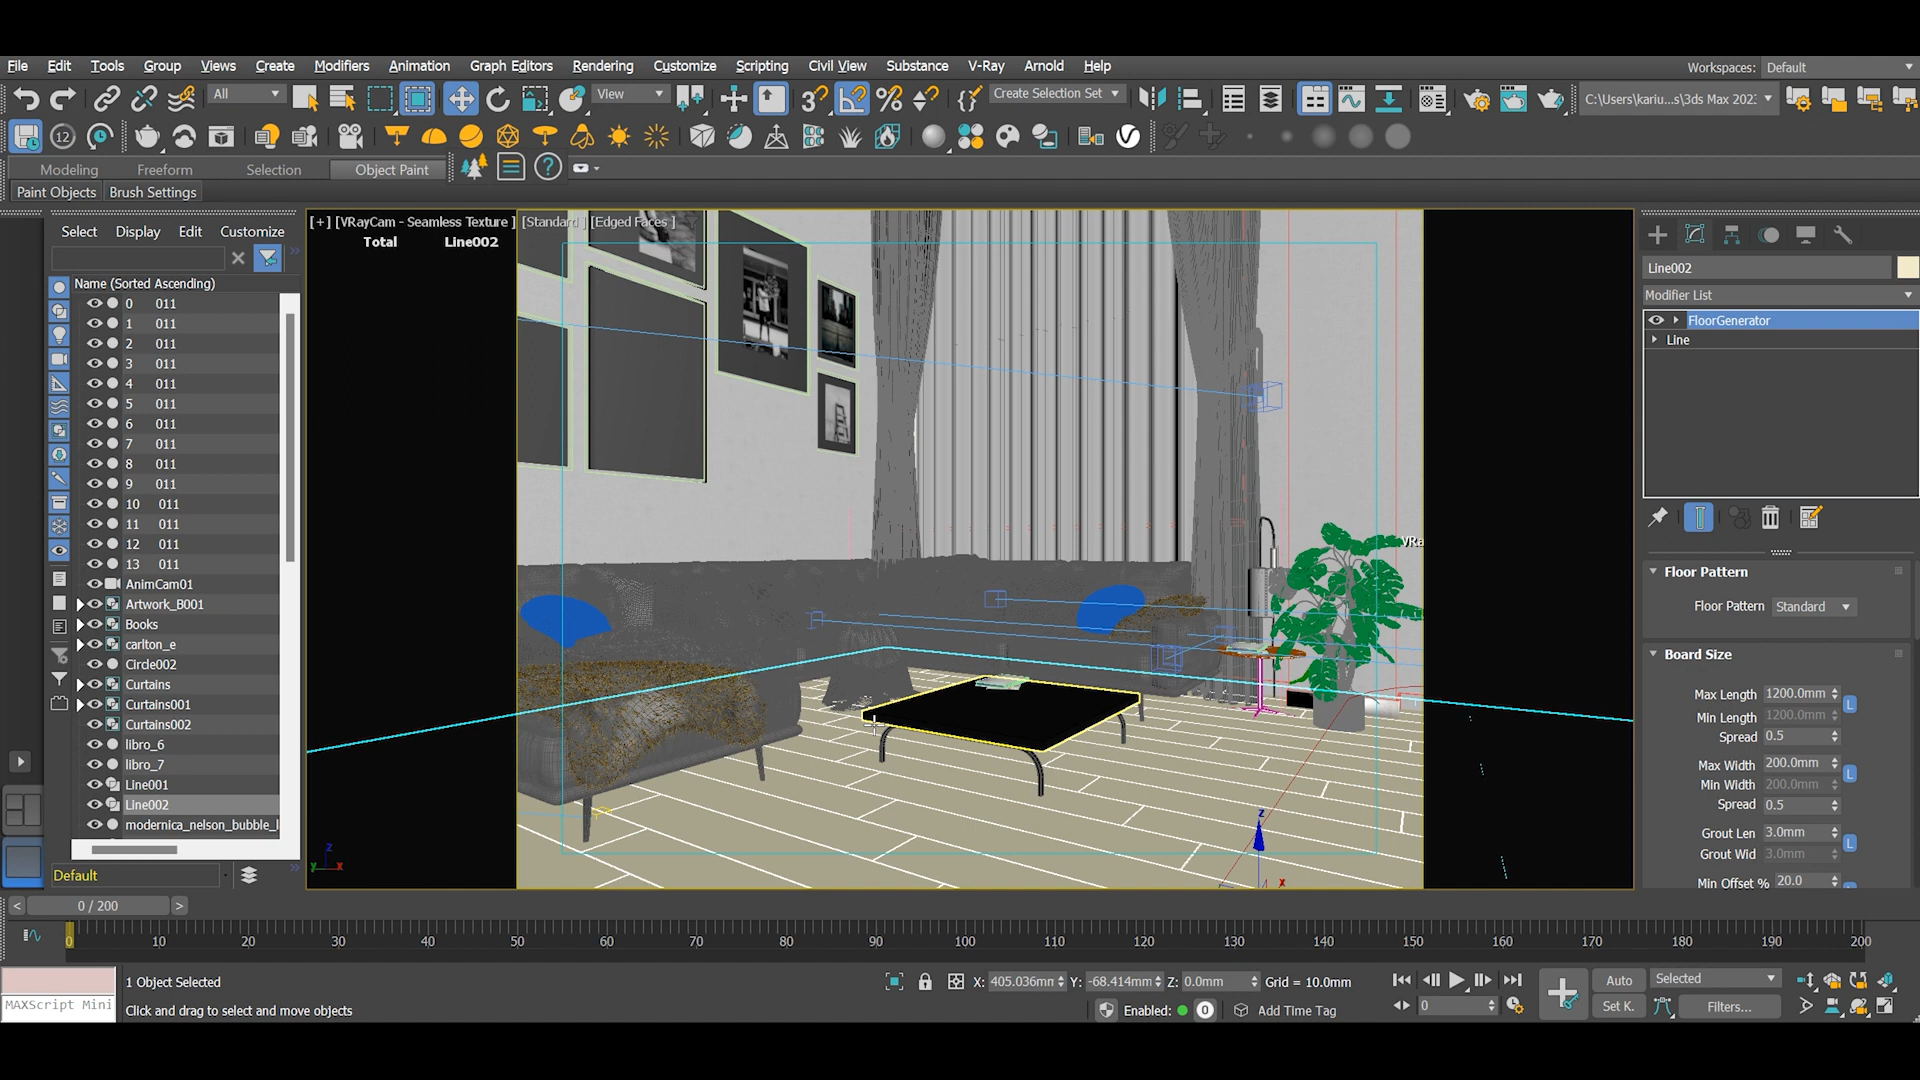 File Edit Tools Group Views Create Modifiers Animation Graph Editors Rendering Customize Scripting Civil View Substance V-Ray Arnold Help
Workspaces: Default
All
View
Create Selection Set
C:\Users\kariu...s\3ds Max 202
12
Modeling Freeform Selection Object Paint
Paint Objects Brush Settings
Select Display Edit Customize
Name (Sorted Ascending)
0 011
1 011
2 011
3 011
4 011
5 011
6 011
7 011
8 011
9 011
10 011
11 011
12 011
13 011
AnimCam01
Artwork_B001
Books
carlton_e
Circle002
Curtains
Curtains001
Curtains002
libro_6
libro_7
Line001
Line002
modernica_nelson_bubble_l
Default
[+] [VRayCam - Seamless Texture ] [Standard ] [Edged Faces ]
Total Line002
VRa
z
x
z
y x
Line002
Modifier List
FloorGenerator
Line
Floor Pattern
Floor Pattern Standard
Board Size
Max Length 1200.0mm L
Min Length 1200.0mm
Spread 0.5
Max Width 200.0mm L
Min Width 200.0mm
Spread 0.5
Grout Len 3.0mm L
Grout Wid 3.0mm
Min Offset % 20.0
< 0 / 200 >
0 10 20 30 40 50 60 70 80 90 100 110 120 130 140 150 160 170 180 190 200
MAXScript Mini
1 Object Selected
Click and drag to select and move objects
X: 405.036mm Y: -68.414mm Z: 0.0mm Grid = 10.0mm
Enabled: 0 Add Time Tag
0
Auto Selected
Set K. Filters...